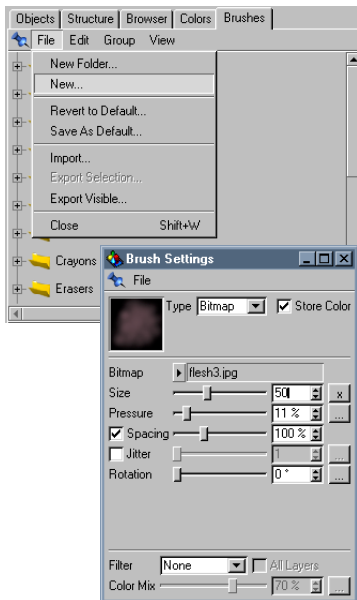 Objects Structure Browser Colors Brushes
File Edit Group View
New Folder...
New...
Revert to Default...
Save As Default...
Import...
Export Selection...
Export Visible...
Close Shift+W
Crayons
Erasers
Brush Settings
File
Type Bitmap Store Color
Bitmap flesh3.jpg
Size 50 x
Pressure 11 % ...
Spacing 100 % ...
Jitter 1 ...
Rotation 0 ° ...
Filter None All Layers
Color Mix 70 % ...